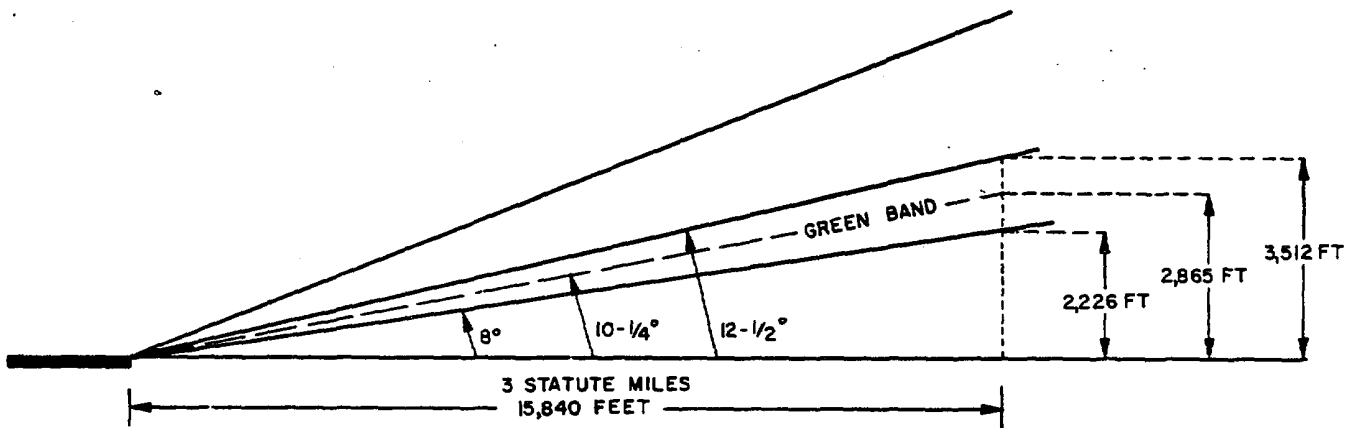 GREEN BAND
3,512 FT
2,865 FT
2,226 FT
8°
10-1/4°
12-1/2°
3 STATUTE MILES
15,840 FEET